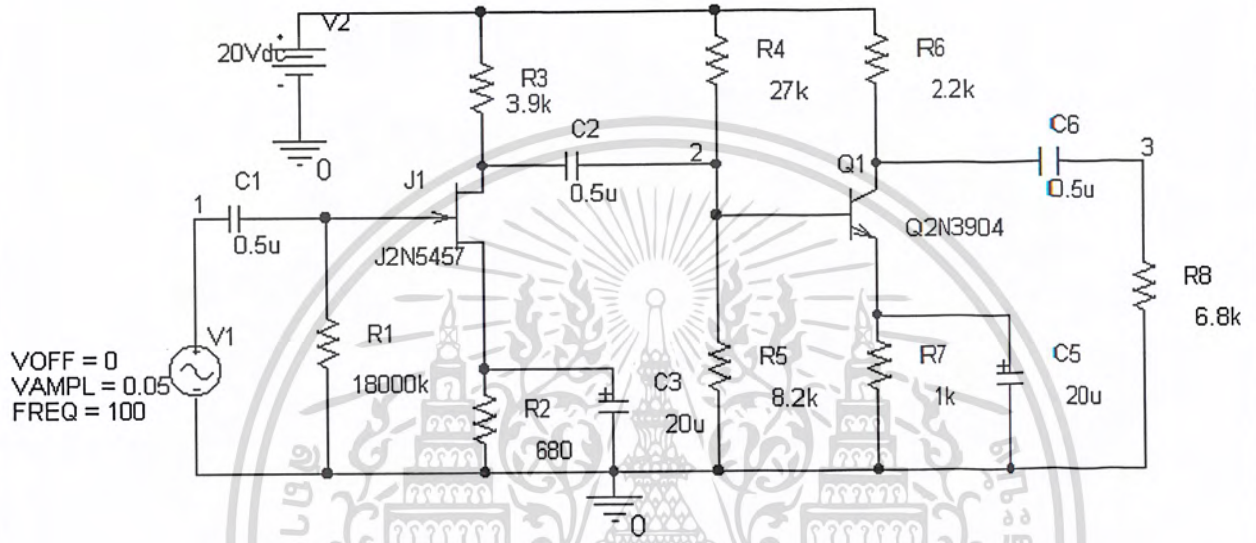 V2
20Vdc
0
R3
3.9k
R4
27k
R6
2.2k
C1
1
0.5u
J1
J2N5457
C2
0.5u
2
Q1
Q2N3904
C6
0.5u
3
V1
VOFF = 0
VAMPL = 0.05
FREQ = 100
R1
18000k
R2
680
C3
20u
R5
8.2k
R7
1k
C5
20u
R8
6.8k
0